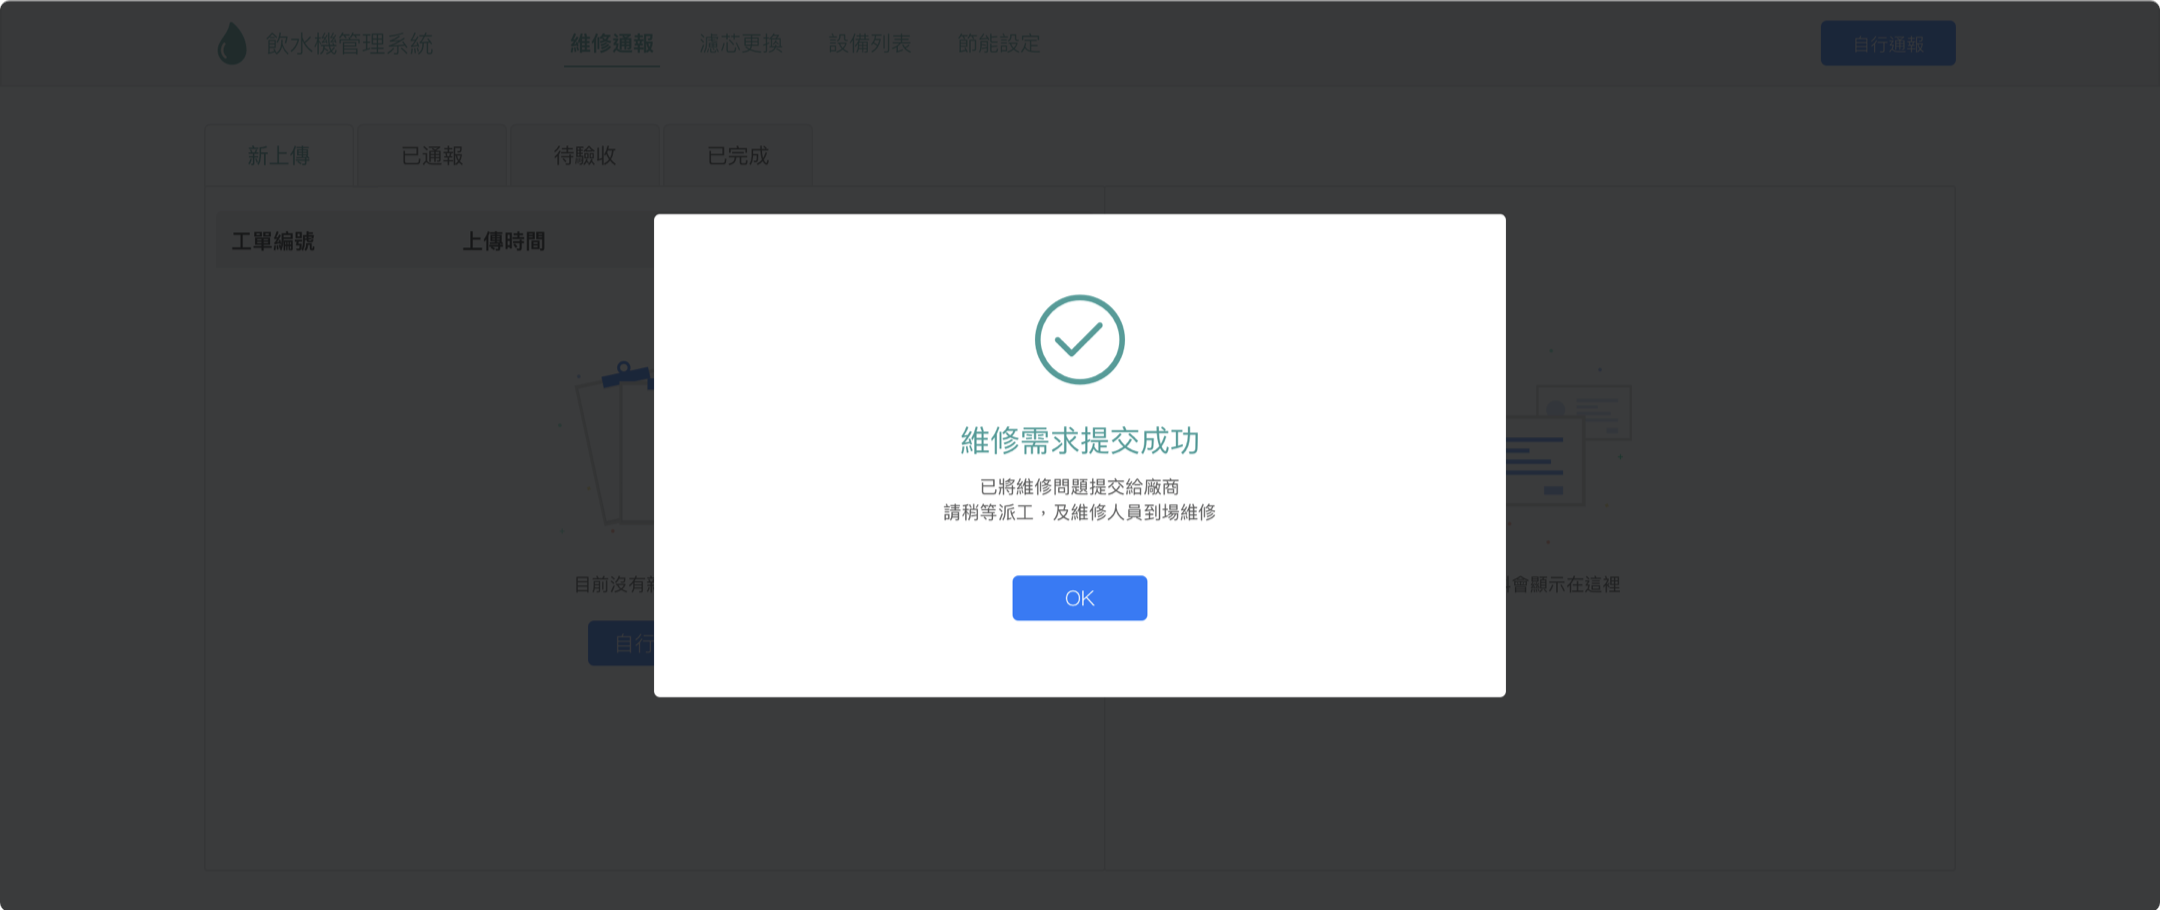 飲水機管理系統
維修通報
濾芯更換
設備列表
節能設定
自行通報
新上傳
已通報
待驗收
已完成
工單編號
上傳時間
維修需求提交成功
已將維修問題提交給廠商
請稍等派工，及維修人員到場維修
OK
目前沒有
會顯示在這裡
自行